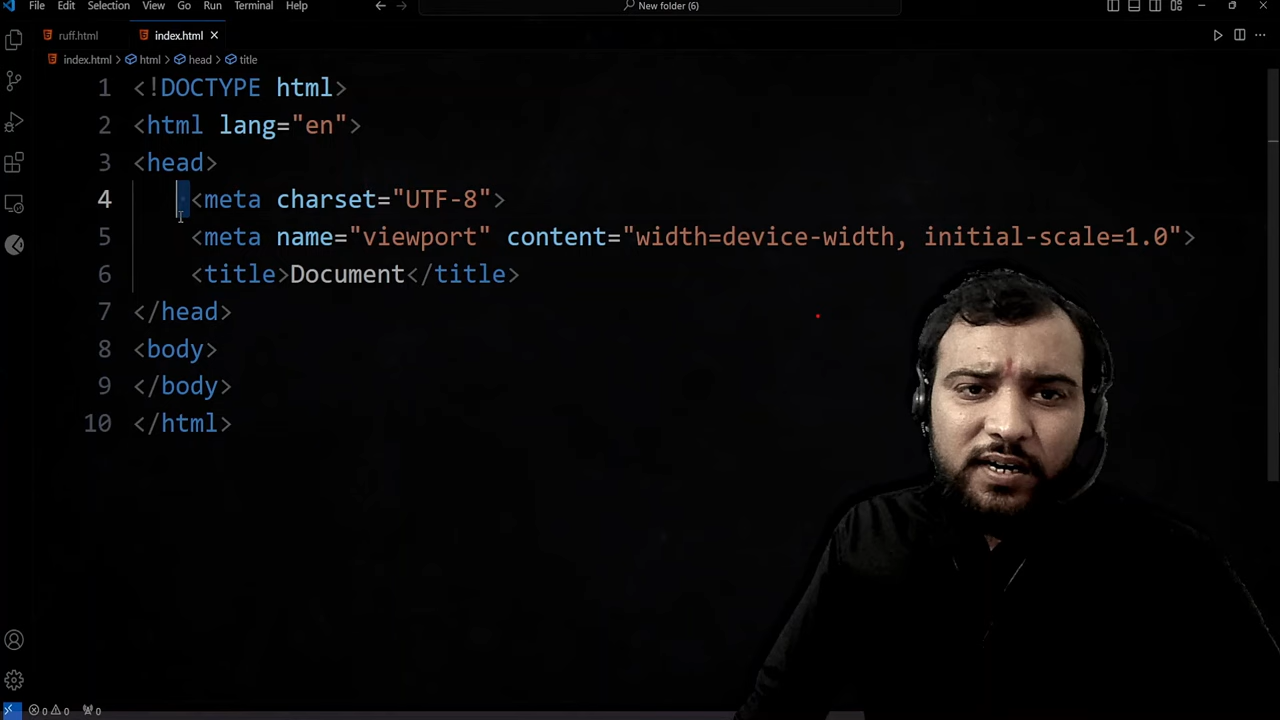 File Edit Selection View Go Run Terminal Help
New folder (6)
ruff.html index.html
index.html > html > head > title
1 <!DOCTYPE html>
2 <html lang="en">
3 <head>
4 <meta charset="UTF-8">
5 <meta name="viewport" content="width=device-width, initial-scale=1.0">
6 <title>Document</title>
7 </head>
8 <body>
9 </body>
10 </html>
0 0 0